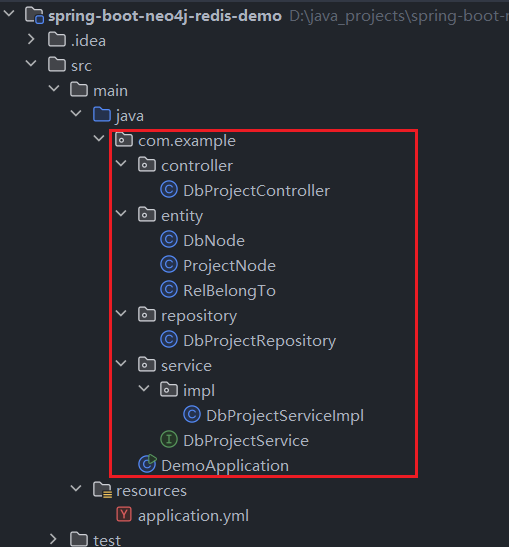 spring-boot-neo4j-redis-demo D:\java_projects\spring-boot-r
.idea
src
main
java
com.example
controller
DbProjectController
entity
DbNode
ProjectNode
RelBelongTo
repository
DbProjectRepository
service
impl
DbProjectServiceImpl
DbProjectService
DemoApplication
resources
application.yml
test